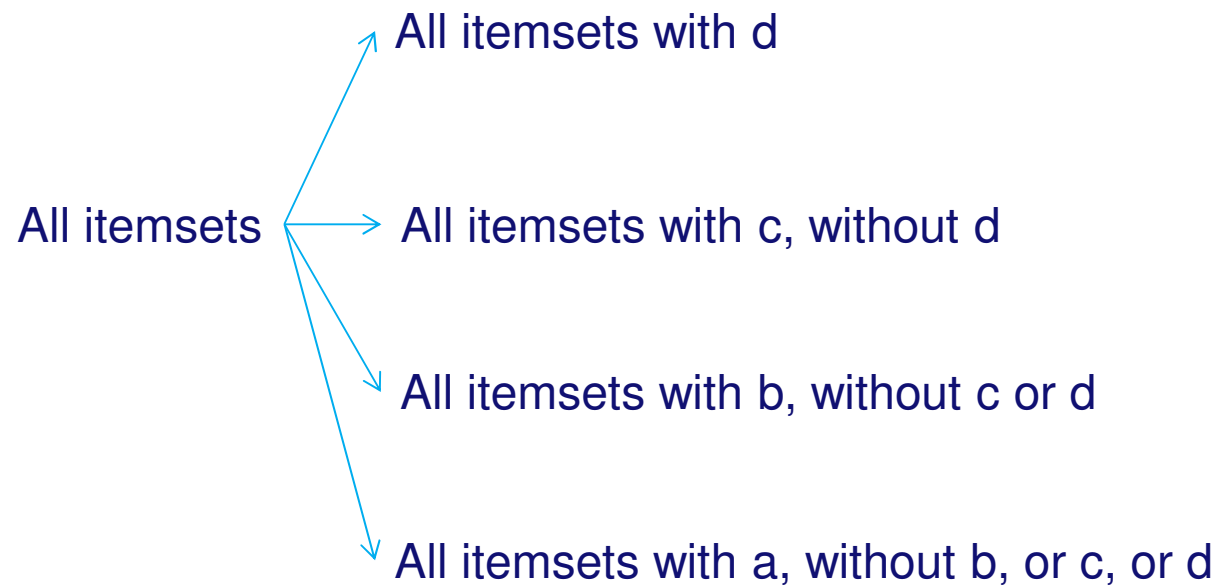 All itemsets with d
All itemsets
All itemsets with c, without d
All itemsets with b, without c or d
All itemsets with a, without b, or c, or d